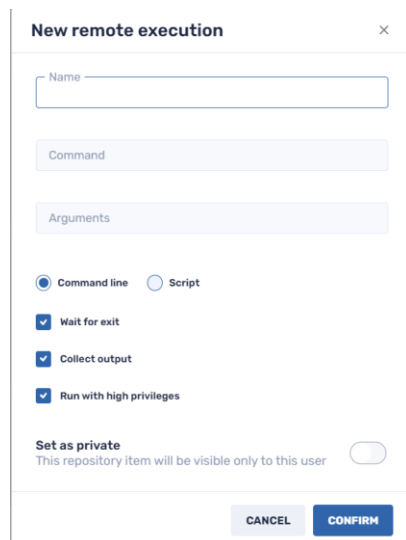 New remote execution
Name
Command
Arguments
Command line Script
Wait for exit
Collect output
Run with high privileges
Set as private
This repository item will be visible only to this user
CANCEL CONFIRM